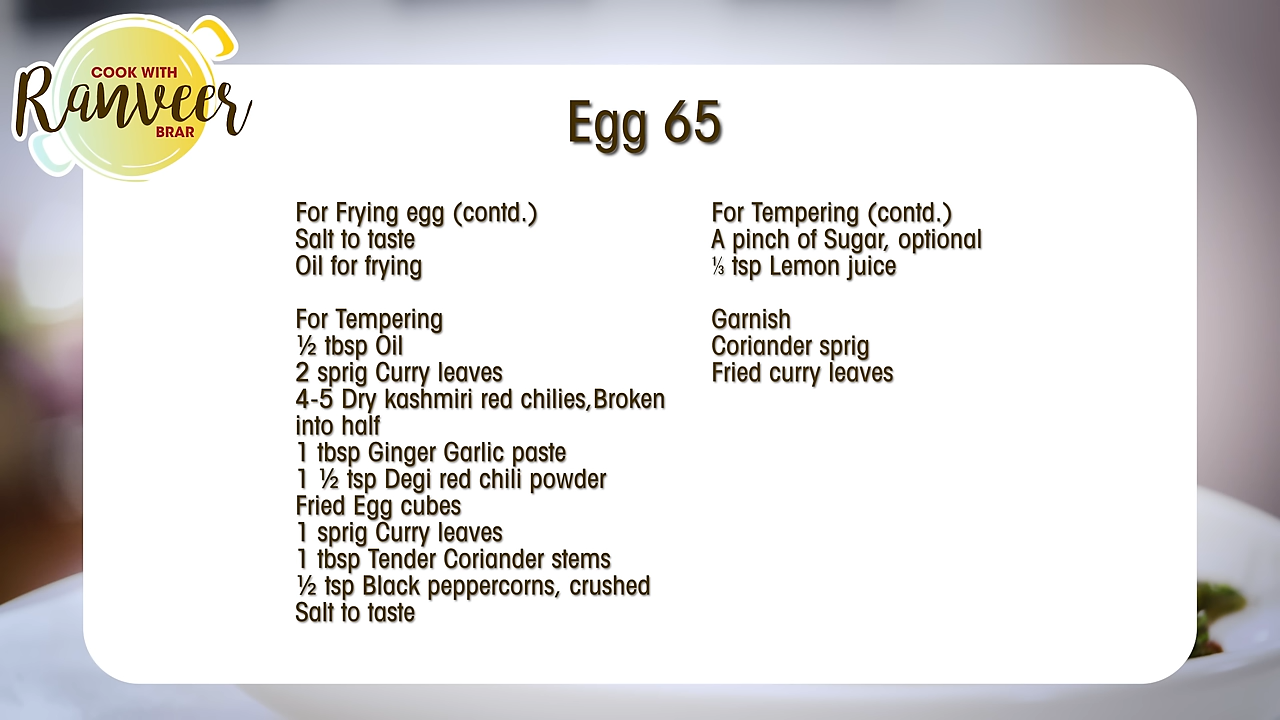 COOK WITH
Ranveer
BRAR
Egg 65
For Frying egg (contd.)
Salt to taste
Oil for frying
For Tempering
½ tbsp Oil
2 sprig Curry leaves
4-5 Dry kashmiri red chilies,Broken
into half
1 tbsp Ginger Garlic paste
1 ½ tsp Degi red chili powder
Fried Egg cubes
1 sprig Curry leaves
1 tbsp Tender Coriander stems
½ tsp Black peppercorns, crushed
Salt to taste
For Tempering (contd.)
A pinch of Sugar, optional
⅓ tsp Lemon juice
Garnish
Coriander sprig
Fried curry leaves